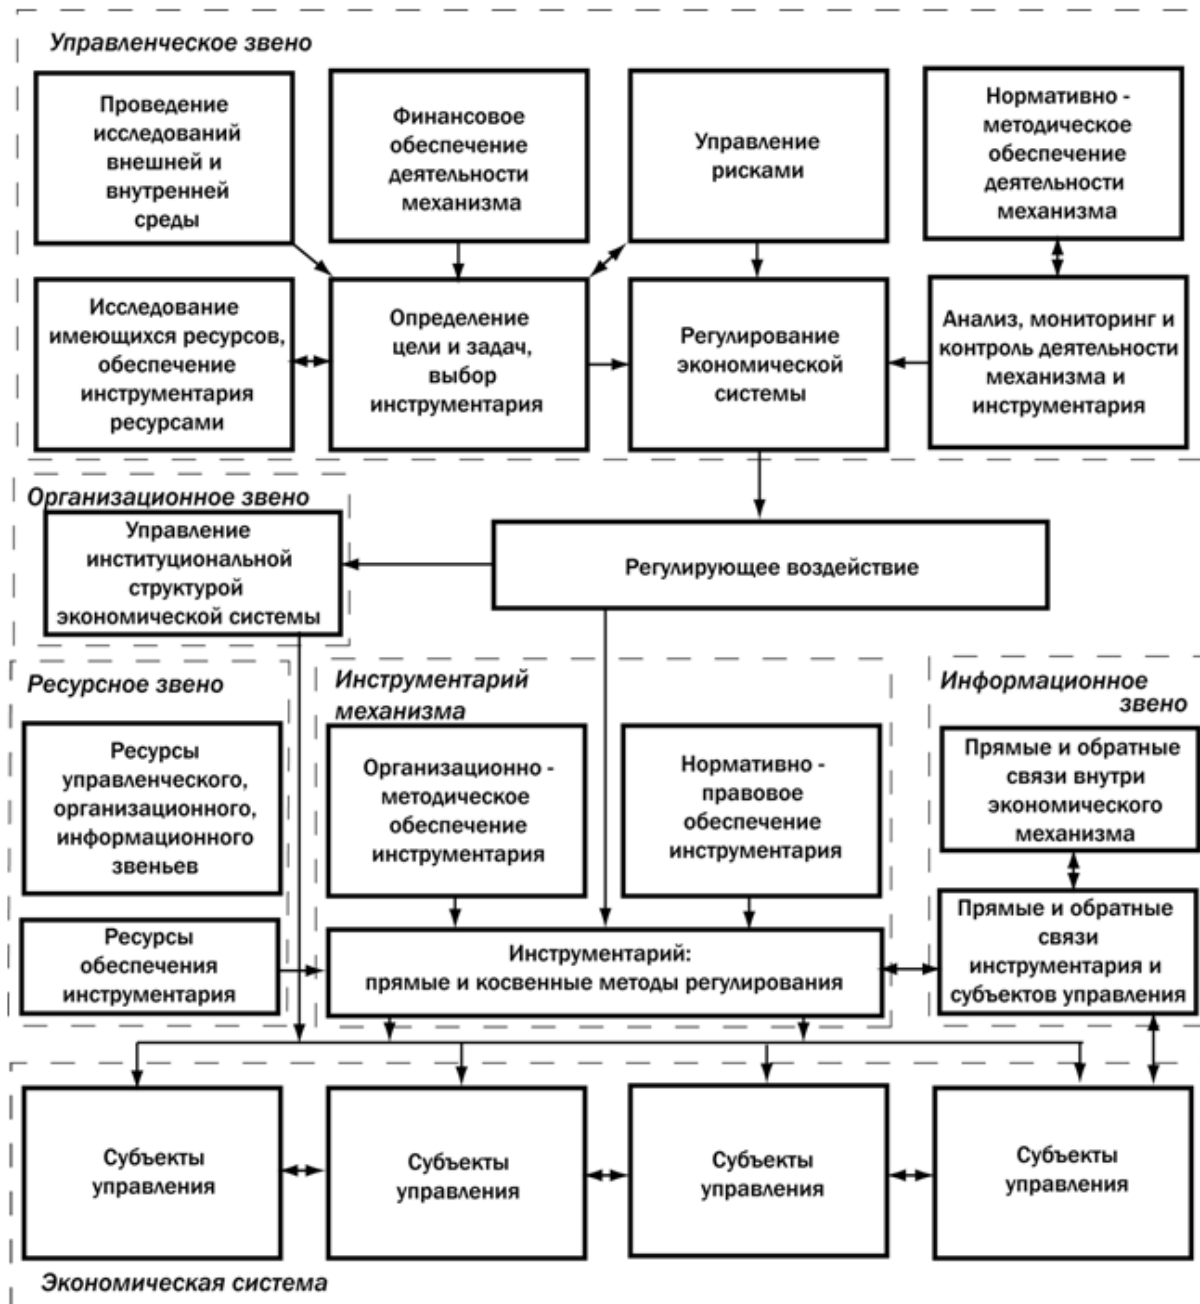 Управленческое звено
Проведение
исследований
внешней и
внутренней
среды
Финансовое
обеспечение
деятельности
механизма
Управление
рисками
Нормативно -
методическое
обеспечение
деятельности
механизма
Исследование
имеющихся ресурсов,
обеспечение
инструментария
ресурсами
Определение
цели и задач,
выбор
инструментария
Регулирование
экономической
системы
Анализ, мониторинг и
контроль деятельности
механизма и
инструментария
Организационное звено
Управление
институциональной
структурой
экономической системы
Регулирующее воздействие
Ресурсное звено
Ресурсы
управленческого,
организационного,
информационного
звеньев
Ресурсы
обеспечения
инструментария
Инструментарий
механизма
Организационно -
методическое
обеспечение
инструментария
Нормативно -
правовое
обеспечение
инструментария
Инструментарий:
прямые и косвенные методы регулирования
Информационное
звено
Прямые и обратные
связи внутри
экономического
механизма
Прямые и обратные
связи
инструментария и
субъектов управления
Субъекты
управления
Субъекты
управления
Субъекты
управления
Субъекты
управления
Экономическая система